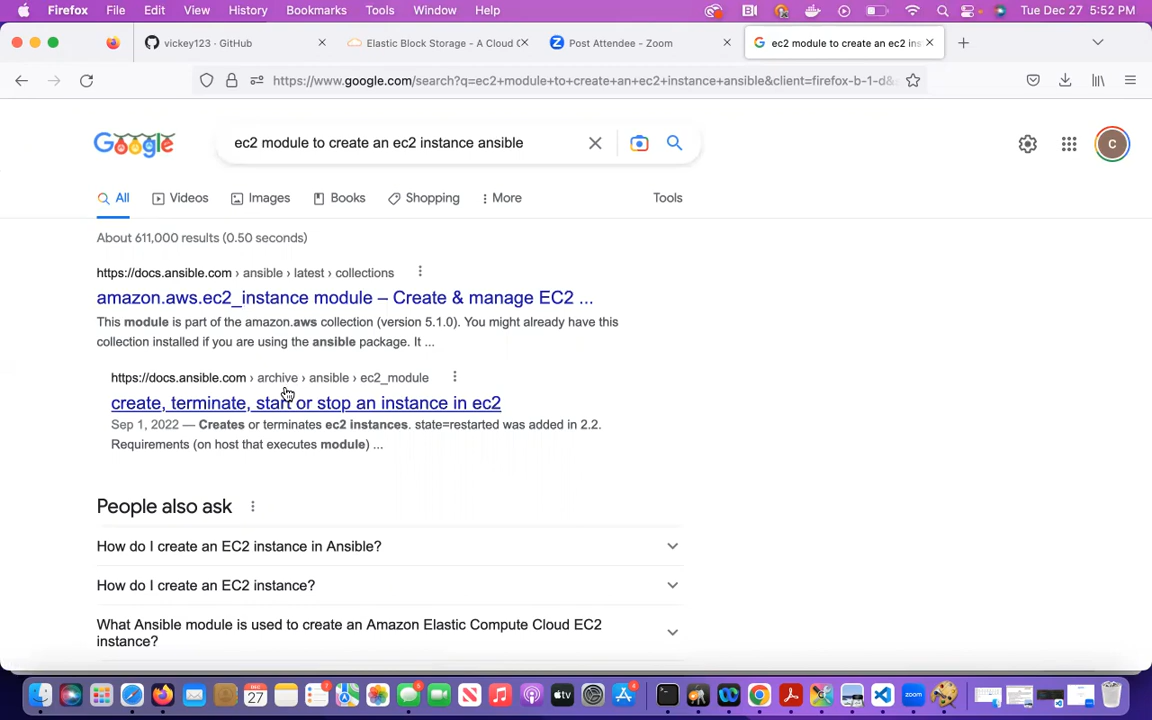 Firefox File Edit View History Bookmarks Tools Window Help Tue Dec 27 5:52 PM
vickey123 · GitHub Elastic Block Storage - A Cloud G Post Attendee - Zoom ec2 module to create an ec2 ins
https://www.google.com/search?q=ec2+module+to+create+an+ec2+instance+ansible&client=firefox-b-1-d&
Google ec2 module to create an ec2 instance ansible C
All Videos Images Books Shopping More Tools
About 611,000 results (0.50 seconds)
https://docs.ansible.com › ansible › latest › collections
amazon.aws.ec2_instance module – Create & manage EC2 ...
This module is part of the amazon.aws collection (version 5.1.0). You might already have this
collection installed if you are using the ansible package. It ...
https://docs.ansible.com › archive › ansible › ec2_module
create, terminate, start or stop an instance in ec2
Sep 1, 2022 — Creates or terminates ec2 instances. state=restarted was added in 2.2.
Requirements (on host that executes module) ...
People also ask
How do I create an EC2 instance in Ansible?
How do I create an EC2 instance?
What Ansible module is used to create an Amazon Elastic Compute Cloud EC2
instance?
DEC
27
tv
zoom